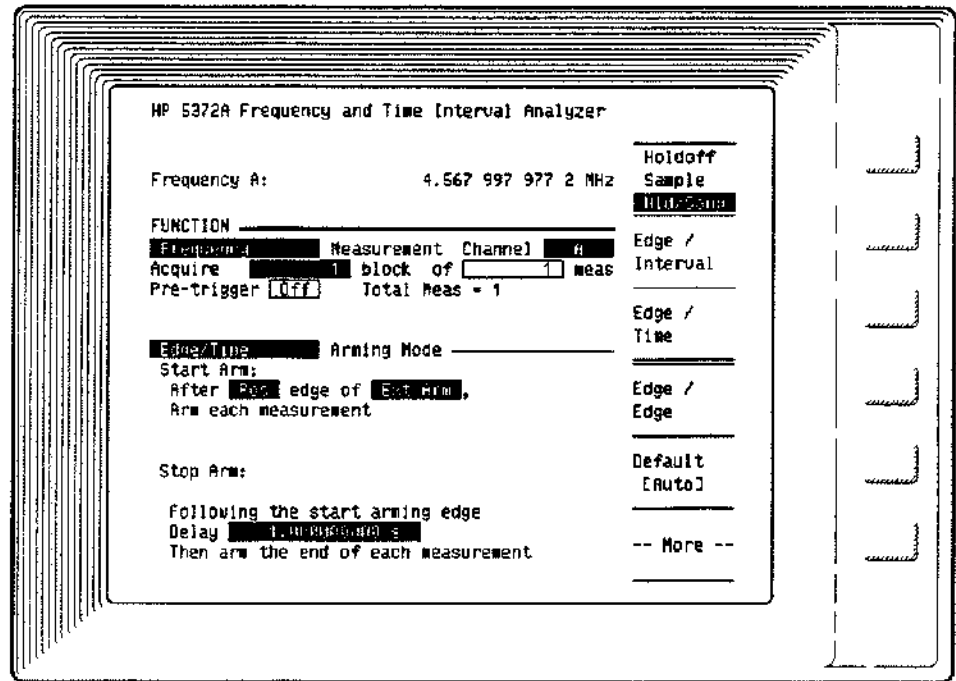 HP 5372A Frequency and Time Interval Analyzer
Frequency A: 4.567 997 977 2 MHz
FUNCTION
Frequency Measurement Channel A
Acquire 1 block of 1 meas
Pre-trigger Off Total Meas = 1
Edge/Time Arming Mode
Start Arm:
After Pos edge of Ext Arm,
Arm each measurement
Stop Arm:
Following the start arming edge
Delay s
Then arm the end of each measurement
Holdoff
Sample
Hld/Samp
Edge /
Interval
Edge /
Time
Edge /
Edge
Default
[Auto]
-- More --